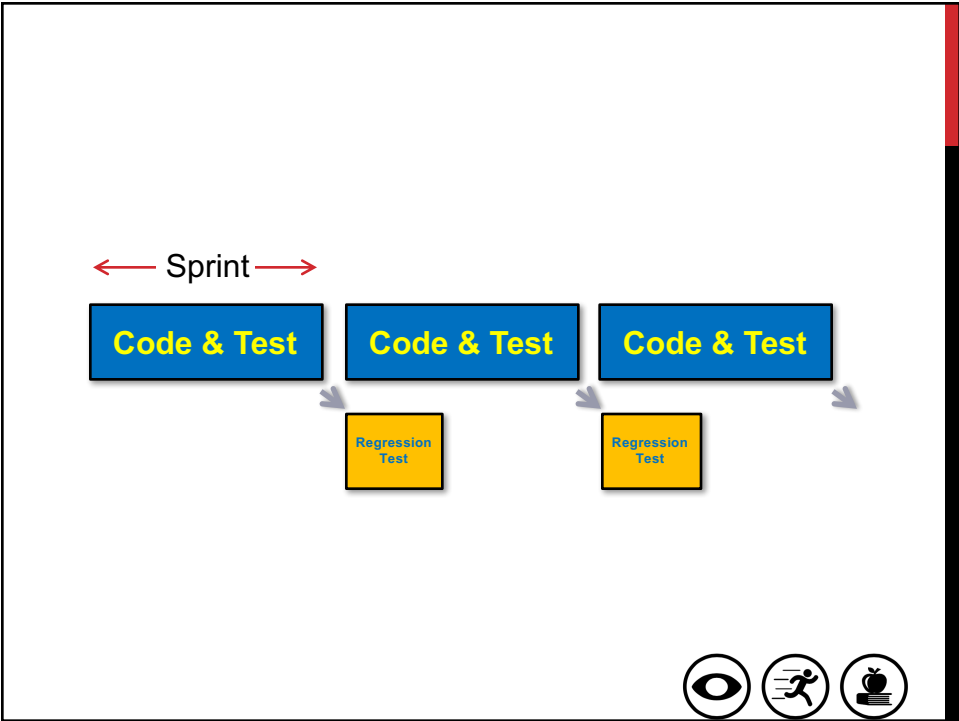 Sprint
Code & Test
Code & Test
Code & Test
Regression
Test
Regression
Test